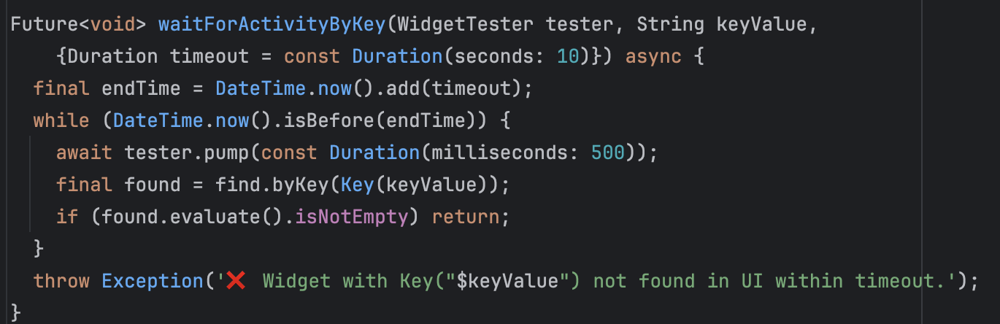 Future<void> waitForActivityByKey(WidgetTester tester, String keyValue,
    {Duration timeout = const Duration(seconds: 10)}) async {
  final endTime = DateTime.now().add(timeout);
  while (DateTime.now().isBefore(endTime)) {
    await tester.pump(const Duration(milliseconds: 500));
    final found = find.byKey(Key(keyValue));
    if (found.evaluate().isNotEmpty) return;
  }
  throw Exception('❌ Widget with Key("$keyValue") not found in UI within timeout.');
}